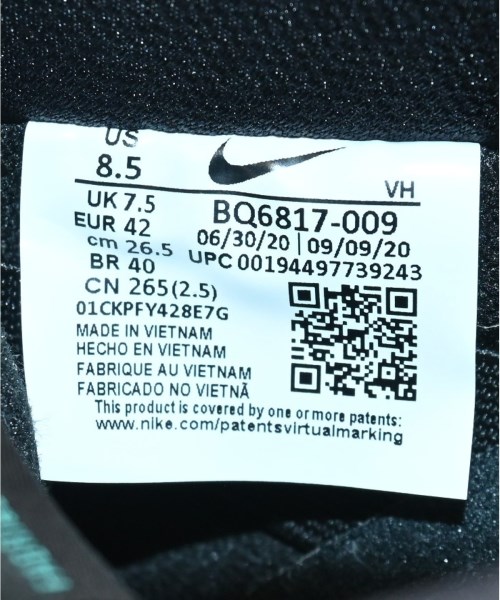 US
8.5
VH
UK 7.5
BQ6817-009
EUR 42
06/30/20 | 09/09/20
cm 26.5
UPC 00194497739243
BR 40
CN 265(2.5)
01CKPFY428E7G
MADE IN VIETNAM
HECHO EN VIETNAM
FABRIQUE AU VIETNAM
FABRICADO NO VIETNÃ
This product is covered by one or more patents:
www.nike.com/patentsvirtualmarking